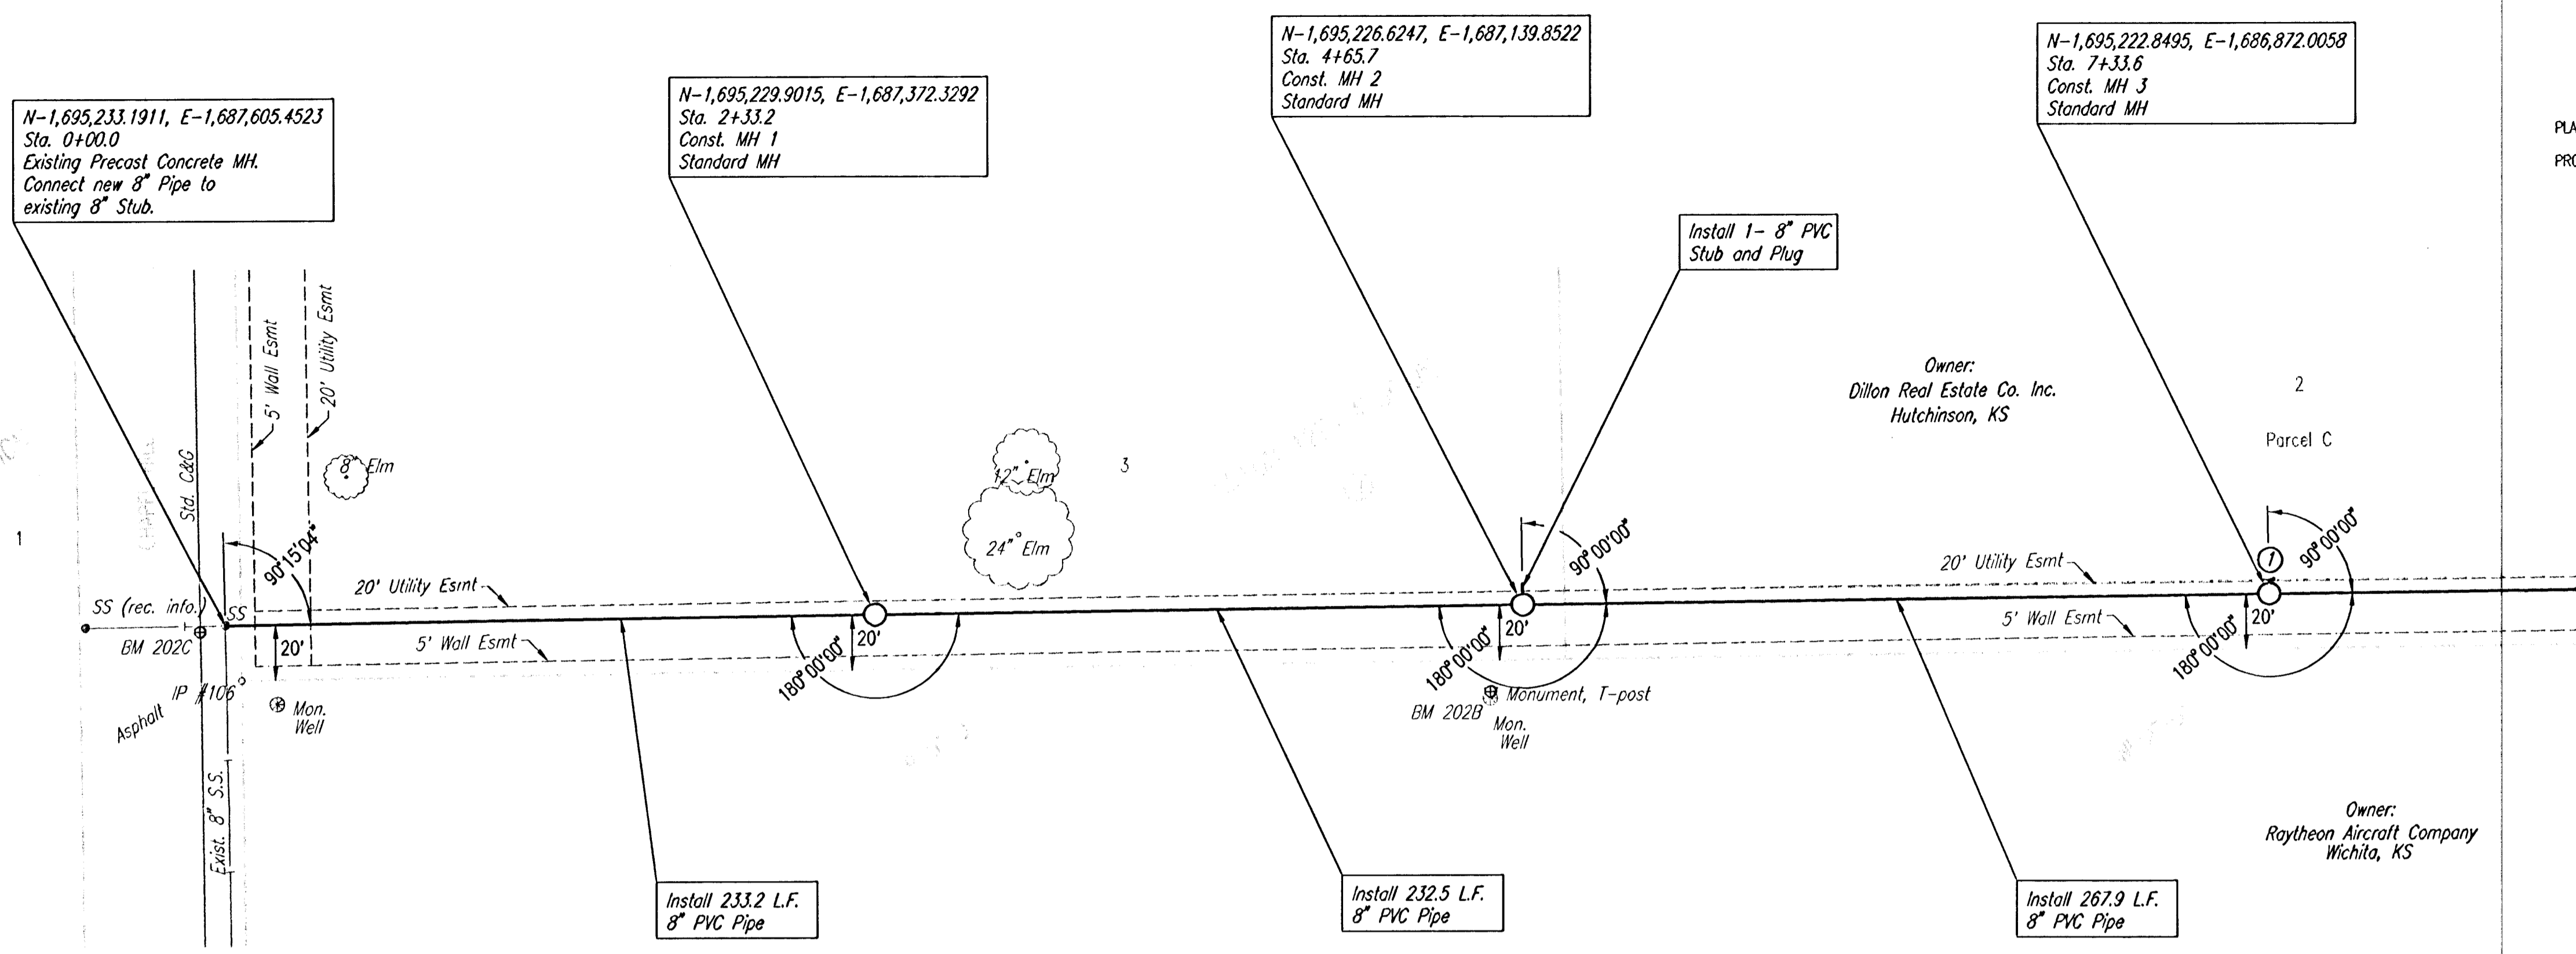 N-1,695,233.1911, E-1,687,605.4523
Sta. 0+00.0
Existing Precast Concrete MH.
Connect new 8" Pipe to
existing 8" Stub.
N-1,695,229.9015, E-1,687,372.3292
Sta. 2+33.2
Const. MH 1
Standard MH
N-1,695,226.6247, E-1,687,139.8522
Sta. 4+65.7
Const. MH 2
Standard MH
N-1,695,222.8495, E-1,686,872.0058
Sta. 7+33.6
Const. MH 3
Standard MH
PLA
PRO
Install 1- 8" PVC
Stub and Plug
5' Wall Esmt
20' Utility Esmt
Std. C&G
8" Elm
12" Elm
24" Elm
3
1
Owner:
Dillon Real Estate Co. Inc.
Hutchinson, KS
2
Parcel C
90°15'04"
20' Utility Esmt
90°00'00"
20' Utility Esmt
1
90°00'00"
SS (rec. info.)
SS
BM 202C
20'
5' Wall Esmt
20'
180°00'00"
20'
180°00'00"
5' Wall Esmt
20'
180°00'00"
IP #106
Asphalt
Mon.
Well
BM 202B
Monument, T-post
Mon.
Well
Exist. 8" S.S.
Owner:
Raytheon Aircraft Company
Wichita, KS
Install 233.2 L.F.
8" PVC Pipe
Install 232.5 L.F.
8" PVC Pipe
Install 267.9 L.F.
8" PVC Pipe